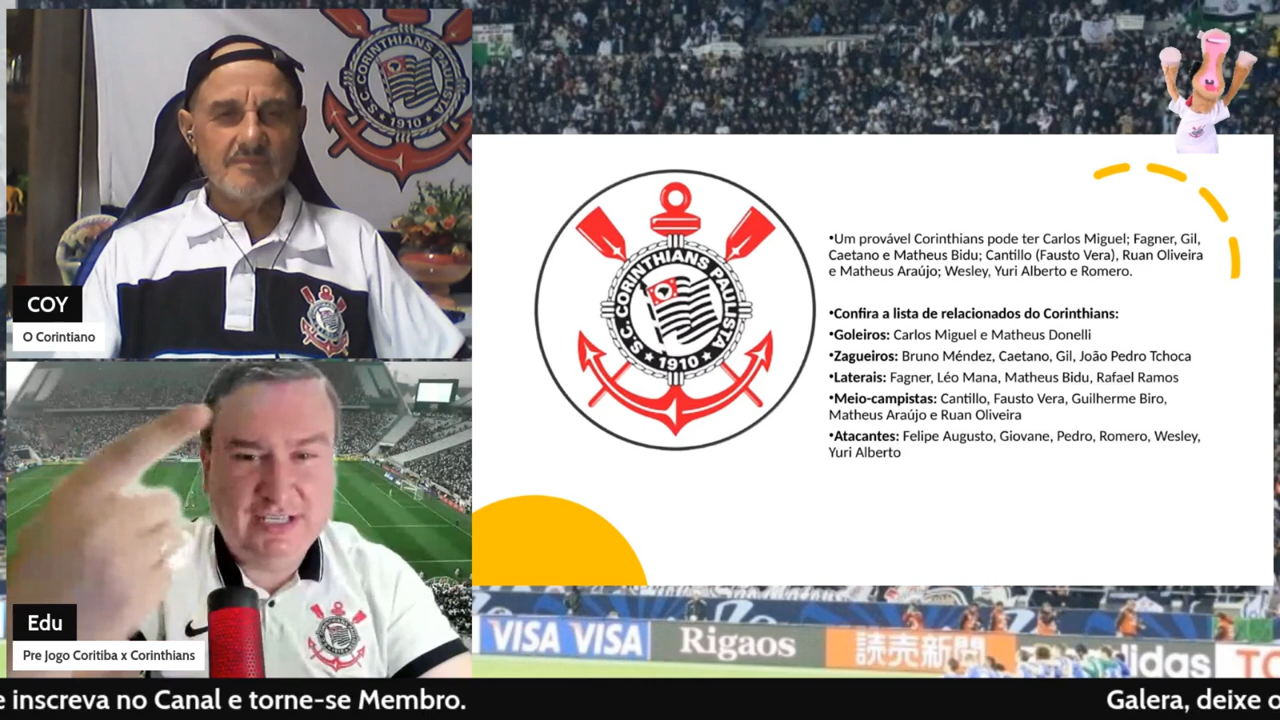 CORINTHIANS PAULISTA
S.C.
1910
COY
O Corintiano
Edu
Pre Jogo Coritiba x Corinthians
S.C. CORINTHIANS PAULISTA
1910
•Um provável Corinthians pode ter Carlos Miguel; Fagner, Gil,
Caetano e Matheus Bidu; Cantillo (Fausto Vera), Ruan Oliveira
e Matheus Araújo; Wesley, Yuri Alberto e Romero.
•Confira a lista de relacionados do Corinthians:
•Goleiros: Carlos Miguel e Matheus Donelli
•Zagueiros: Bruno Méndez, Caetano, Gil, João Pedro Tchoca
•Laterais: Fagner, Léo Mana, Matheus Bidu, Rafael Ramos
•Meio-campistas: Cantillo, Fausto Vera, Guilherme Biro,
Matheus Araújo e Ruan Oliveira
•Atacantes: Felipe Augusto, Giovane, Pedro, Romero, Wesley,
Yuri Alberto
VISA VISA Rigaos 読売新聞 didas TO
e inscreva no Canal e torne-se Membro.
Galera, deixe o